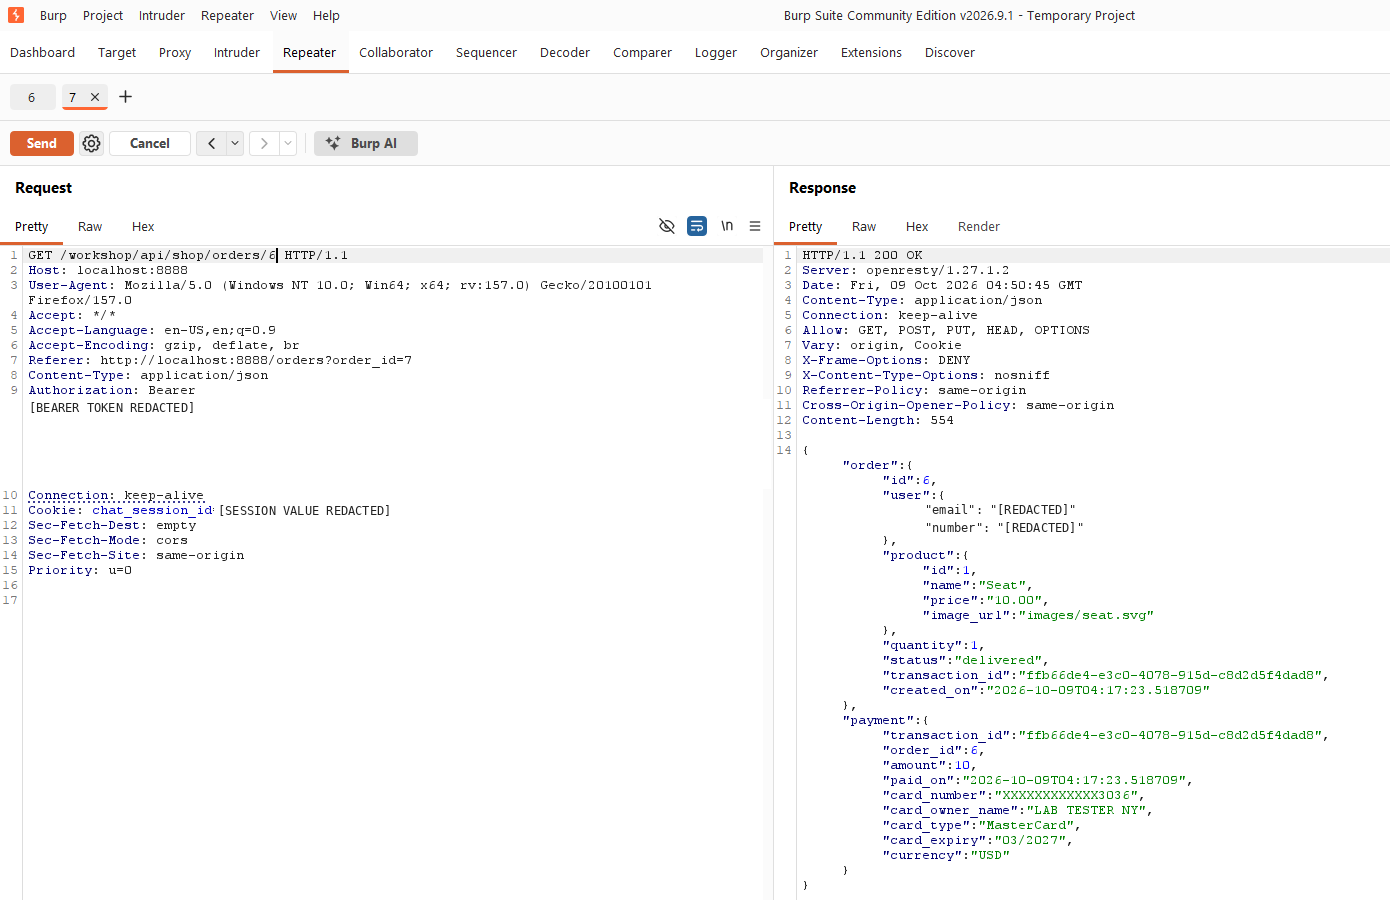 Burp Project Intruder Repeater View Help Burp Suite Community Edition v2026.9.1 - Temporary Project
Dashboard Target Proxy Intruder Repeater Collaborator Sequencer Decoder Comparer Logger Organizer Extensions Discover
6 7 × +
Send Cancel < > Burp AI
Request
Pretty Raw Hex \n
1 GET /workshop/api/shop/orders/6 HTTP/1.1
2 Host: localhost:8888
3 User-Agent: Mozilla/5.0 (Windows NT 10.0; Win64; x64; rv:157.0) Gecko/20100101
Firefox/157.0
4 Accept: */*
5 Accept-Language: en-US,en;q=0.9
6 Accept-Encoding: gzip, deflate, br
7 Referer: http://localhost:8888/orders?order_id=7
8 Content-Type: application/json
9 Authorization: Bearer
[BEARER TOKEN REDACTED]
10 Connection: keep-alive
11 Cookie: chat_session_id [SESSION VALUE REDACTED]
12 Sec-Fetch-Dest: empty
13 Sec-Fetch-Mode: cors
14 Sec-Fetch-Site: same-origin
15 Priority: u=0
16
17
Response
Pretty Raw Hex Render
1 HTTP/1.1 200 OK
2 Server: openresty/1.27.1.2
3 Date: Fri, 09 Oct 2026 04:50:45 GMT
4 Content-Type: application/json
5 Connection: keep-alive
6 Allow: GET, POST, PUT, HEAD, OPTIONS
7 Vary: origin, Cookie
8 X-Frame-Options: DENY
9 X-Content-Type-Options: nosniff
10 Referrer-Policy: same-origin
11 Cross-Origin-Opener-Policy: same-origin
12 Content-Length: 554
13
14 {
"order":{
"id":6,
"user":{
"email": "[REDACTED]"
"number": "[REDACTED]"
},
"product":{
"id":1,
"name":"Seat",
"price":"10.00",
"image_url":"images/seat.svg"
},
"quantity":1,
"status":"delivered",
"transaction_id":"ffb66de4-e3c0-4078-915d-c8d2d5f4dad8",
"created_on":"2026-10-09T04:17:23.518709"
},
"payment":{
"transaction_id":"ffb66de4-e3c0-4078-915d-c8d2d5f4dad8",
"order_id":6,
"amount":10,
"paid_on":"2026-10-09T04:17:23.518709",
"card_number":"XXXXXXXXXXXX3036",
"card_owner_name":"LAB TESTER NY",
"card_type":"MasterCard",
"card_expiry":"03/2027",
"currency":"USD"
}
}